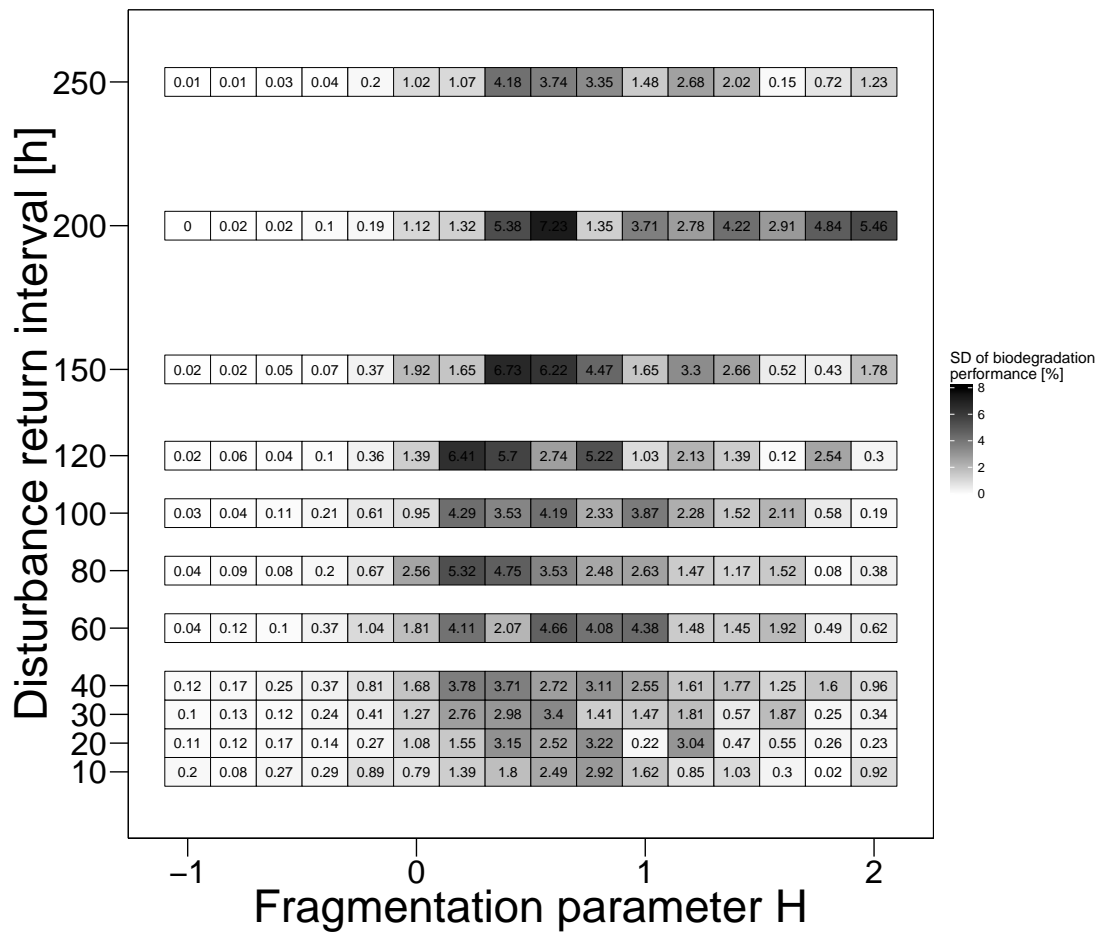 Disturbance return interval [h]
250 0.01 0.01 0.03 0.04 0.2 1.02 1.07 4.18 3.74 3.35 1.48 2.68 2.02 0.15 0.72 1.23
200 0 0.02 0.02 0.1 0.19 1.12 1.32 5.38 7.23 1.35 3.71 2.78 4.22 2.91 4.84 5.46
150 0.02 0.02 0.05 0.07 0.37 1.92 1.65 6.73 6.22 4.47 1.65 3.3 2.66 0.52 0.43 1.78
120 0.02 0.06 0.04 0.1 0.36 1.39 6.41 5.7 2.74 5.22 1.03 2.13 1.39 0.12 2.54 0.3
100 0.03 0.04 0.11 0.21 0.61 0.95 4.29 3.53 4.19 2.33 3.87 2.28 1.52 2.11 0.58 0.19
80 0.04 0.09 0.08 0.2 0.67 2.56 5.32 4.75 3.53 2.48 2.63 1.47 1.17 1.52 0.08 0.38
60 0.04 0.12 0.1 0.37 1.04 1.81 4.11 2.07 4.66 4.08 4.38 1.48 1.45 1.92 0.49 0.62
40 0.12 0.17 0.25 0.37 0.81 1.68 3.78 3.71 2.72 3.11 2.55 1.61 1.77 1.25 1.6 0.96
30 0.1 0.13 0.12 0.24 0.41 1.27 2.76 2.98 3.4 1.41 1.47 1.81 0.57 1.87 0.25 0.34
20 0.11 0.12 0.17 0.14 0.27 1.08 1.55 3.15 2.52 3.22 0.22 3.04 0.47 0.55 0.26 0.23
10 0.2 0.08 0.27 0.29 0.89 0.79 1.39 1.8 2.49 2.92 1.62 0.85 1.03 0.3 0.02 0.92
−1 0 1 2
Fragmentation parameter H
SD of biodegradation
performance [%]
8
6
4
2
0